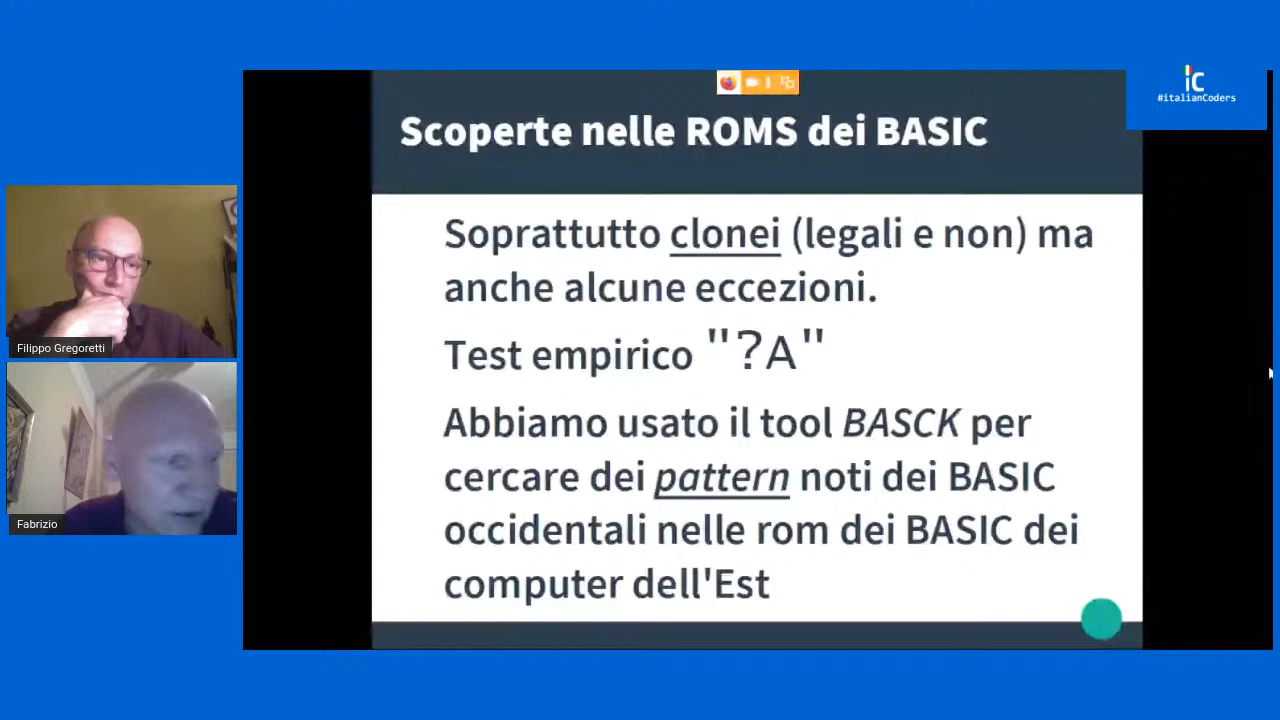 iC
#italianCoders
Scoperte nelle ROMS dei BASIC
Soprattutto clonei (legali e non) ma
anche alcune eccezioni.
Test empirico "?A"
Abbiamo usato il tool BASCK per
cercare dei pattern noti dei BASIC
occidentali nelle rom dei BASIC dei
computer dell'Est
Filippo Gregoretti
Fabrizio